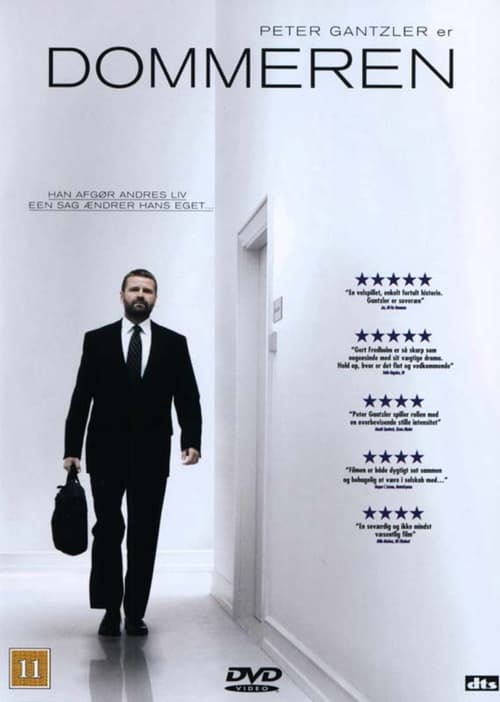 PETER GANTZLER er
DOMMEREN
HAN AFGØR ANDRES LIV
EEN SAG ÆNDRER HANS EGET...
"En velspillet, enkelt fortalt historie.
Gantzler er suveræn"
"Gert Fredholm er så skarp som
nogensinde med sit vægtige drama.
Hold op, hvor er det flot og vedkommende"
"Peter Gantzler spiller rollen med
en overbevisende stille intensitet"
"Filmen er både dygtigt sat sammen
og behagelig at være i selskab med..."
"En seværdig og ikke mindst
væsentlig film"
11
DVD
VIDEO
dts